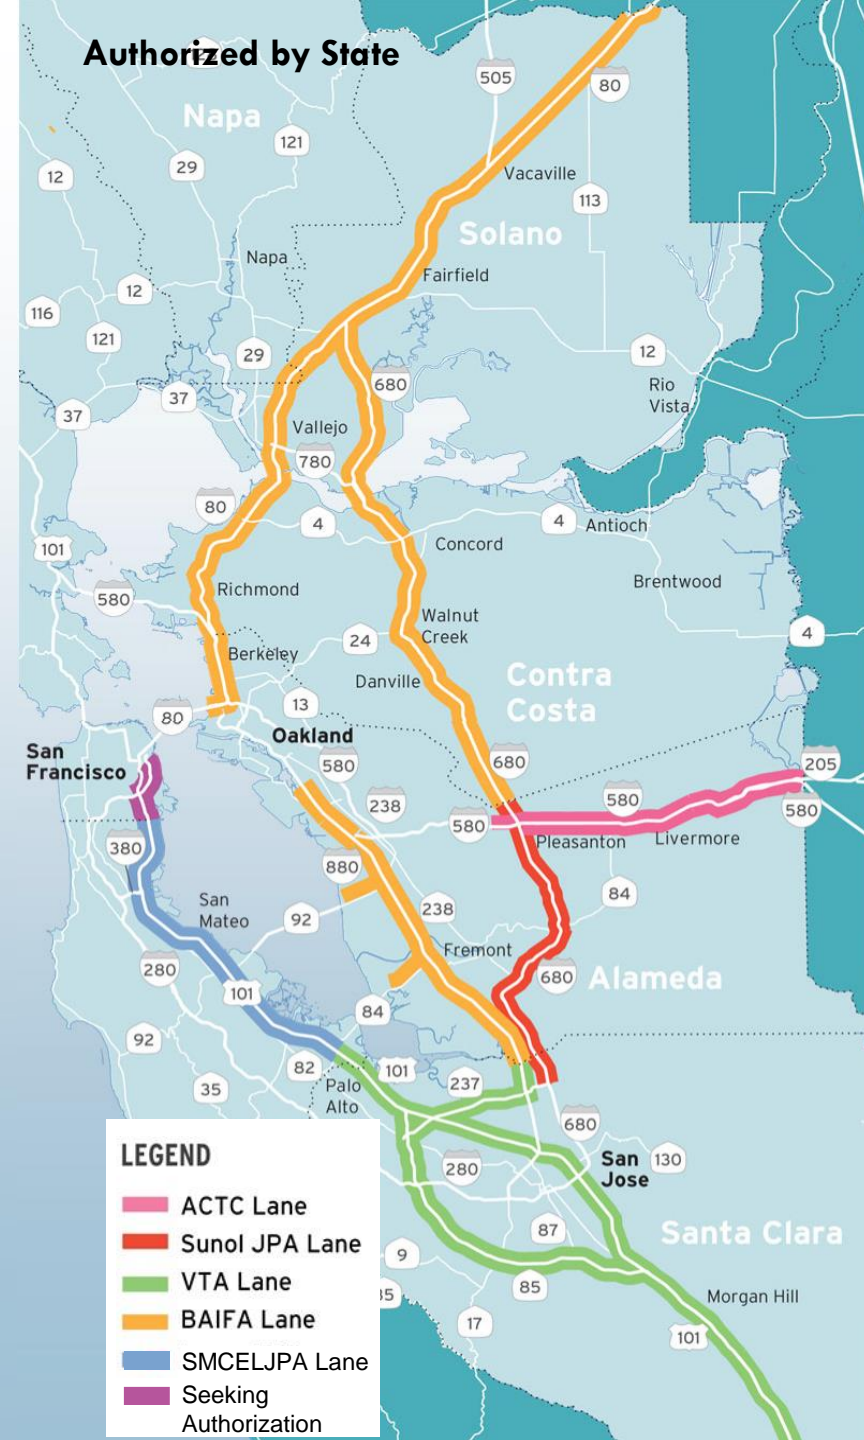 Authorized by State
505
80
Napa
121
29
12
Vacaville
113
Solano
Napa
Fairfield
12
116
121
29
12
680
Rio
Vista
37
37
Vallejo
780
80
4
4
Antioch
101
Concord
580
Richmond
Brentwood
Walnut
Creek
24
4
Berkeley
Danville
Contra
Costa
13
80
Oakland
San
Francisco
580
680
205
238
580
580
580
Pleasanton
Livermore
380
880
84
San
Mateo
238
92
Fremont
280
680
Alameda
101
84
92
82
101
237
35
Palo
Alto
680
San
Jose
130
280
87
Santa Clara
9
85
35
Morgan Hill
17
101
LEGEND
ACTC Lane
Sunol JPA Lane
VTA Lane
BAIFA Lane
SMCELJPA Lane
Seeking
Authorization